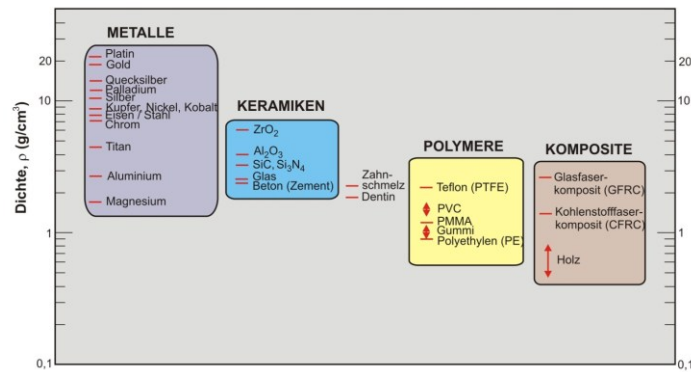 METALLE
Platin
Gold
Quecksilber
Palladium
Silber
Kupfer, Nickel, Kobalt
Eisen / Stahl
Chrom
Titan
Aluminium
Magnesium
KERAMIKEN
ZrO₂
Al₂O₃
SiC, Si₃N₄
Glas
Beton (Zement)
Zahn-
schmelz
Dentin
POLYMERE
Teflon (PTFE)
PVC
PMMA
Gummi
Polyethylen (PE)
KOMPOSITE
Glasfaser-
komposit (GFRC)
Kohlenstofffaser-
komposit (CFRC)
Holz
Dichte, ρ (g/cm³)
20
10
1
0,1
20
10
1
0,1